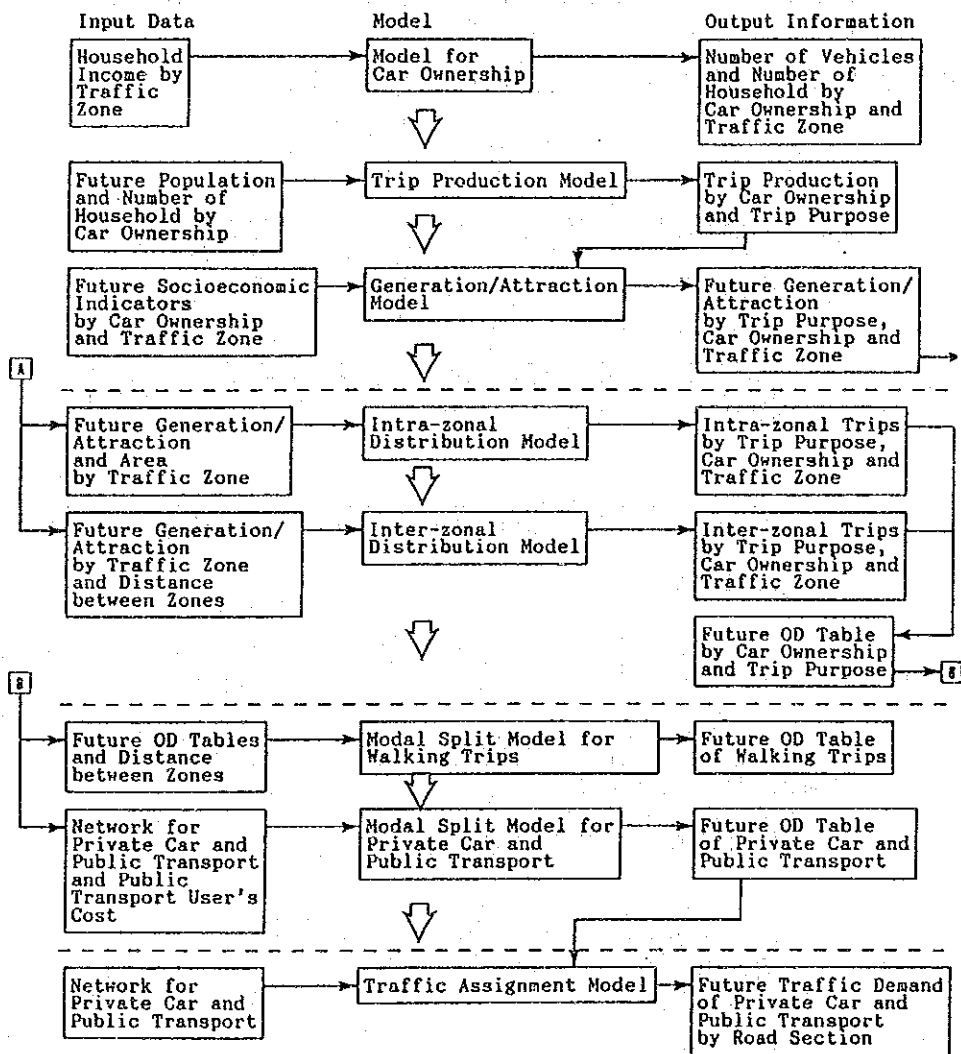 Input Data
Model
Output Information
Household
Income by
Traffic
Zone
Model for
Car Ownership
Number of Vehicles
and Number of
Household by
Car Ownership and
Traffic Zone
Future Population
and Number of
Household by
Car Ownership
Trip Production Model
Trip Production
by Car Ownership
and Trip Purpose
Future Socioeconomic
Indicators
by Car Ownership
and Traffic Zone
Generation/Attraction
Model
Future Generation/
Attraction
by Trip Purpose,
Car Ownership and
Traffic Zone
A
Future Generation/
Attraction
and Area
by Traffic Zone
Intra-zonal
Distribution Model
Intra-zonal Trips
by Trip Purpose,
Car Ownership and
Traffic Zone
Future Generation/
Attraction
by Traffic Zone
and Distance
between Zones
Inter-zonal
Distribution Model
Inter-zonal Trips
by Trip Purpose,
Car Ownership and
Traffic Zone
Future OD Table
by Car Ownership
and Trip Purpose
B
B
Future OD Tables
and Distance
between Zones
Modal Split Model for
Walking Trips
Future OD Table
of Walking Trips
Network for
Private Car and
Public Transport
and Public
Transport User's
Cost
Modal Split Model for
Private Car and
Public Transport
Future OD Table
of Private Car and
Public Transport
Network for
Private Car and
Public Transport
Traffic Assignment Model
Future Traffic Demand
of Private Car and
Public Transport
by Road Section